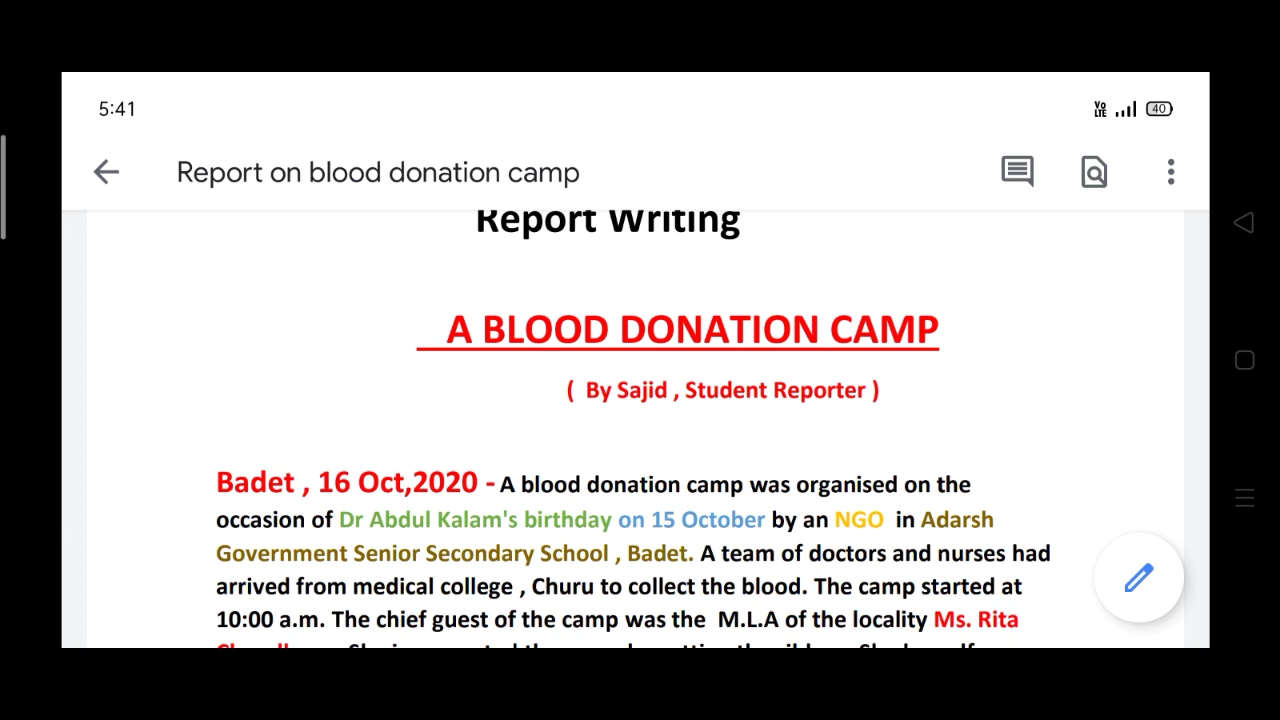 5:41
Vo LTE 40
Report on blood donation camp
Report Writing
A BLOOD DONATION CAMP
( By Sajid , Student Reporter )
Badet , 16 Oct,2020 - A blood donation camp was organised on the
occasion of Dr Abdul Kalam's birthday on 15 October by an NGO in Adarsh
Government Senior Secondary School , Badet. A team of doctors and nurses had
arrived from medical college , Churu to collect the blood. The camp started at
10:00 a.m. The chief guest of the camp was the M.L.A of the locality Ms. Rita